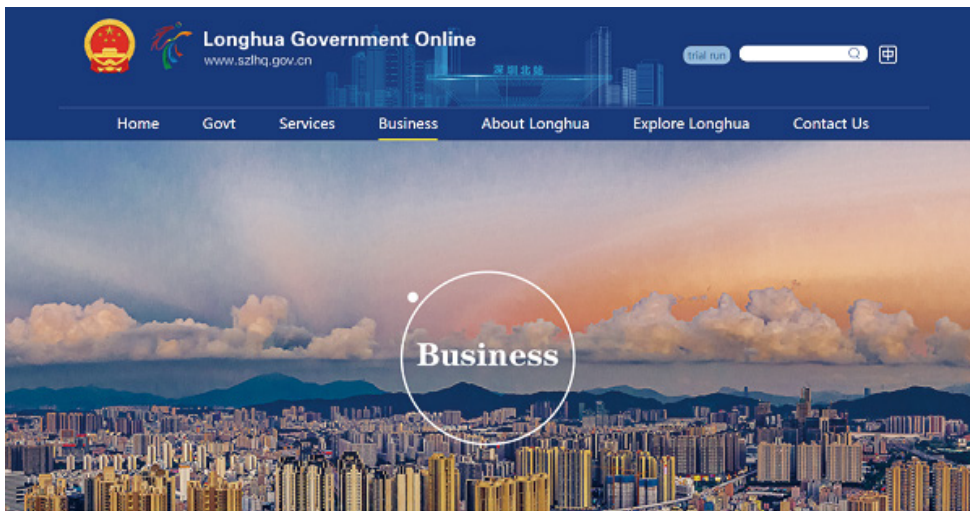 Longhua Government Online
www.szlhq.gov.cn
深圳北站
trial run
中
Home Govt Services Business About Longhua Explore Longhua Contact Us
Business